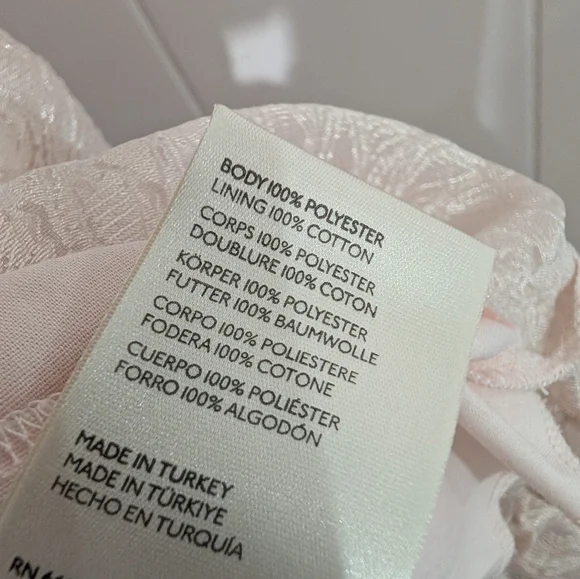 BODY 100% POLYESTER
LINING 100% COTTON
CORPS 100% POLYESTER
DOUBLURE 100% COTON
KÖRPER 100% POLYESTER
FUTTER 100% BAUMWOLLE
CORPO 100% POLIESTERE
FODERA 100% COTONE
CUERPO 100% POLIÉSTER
FORRO 100% ALGODÓN
MADE IN TURKEY
MADE IN TÜRKIYE
HECHO EN TURQUÍA
RN